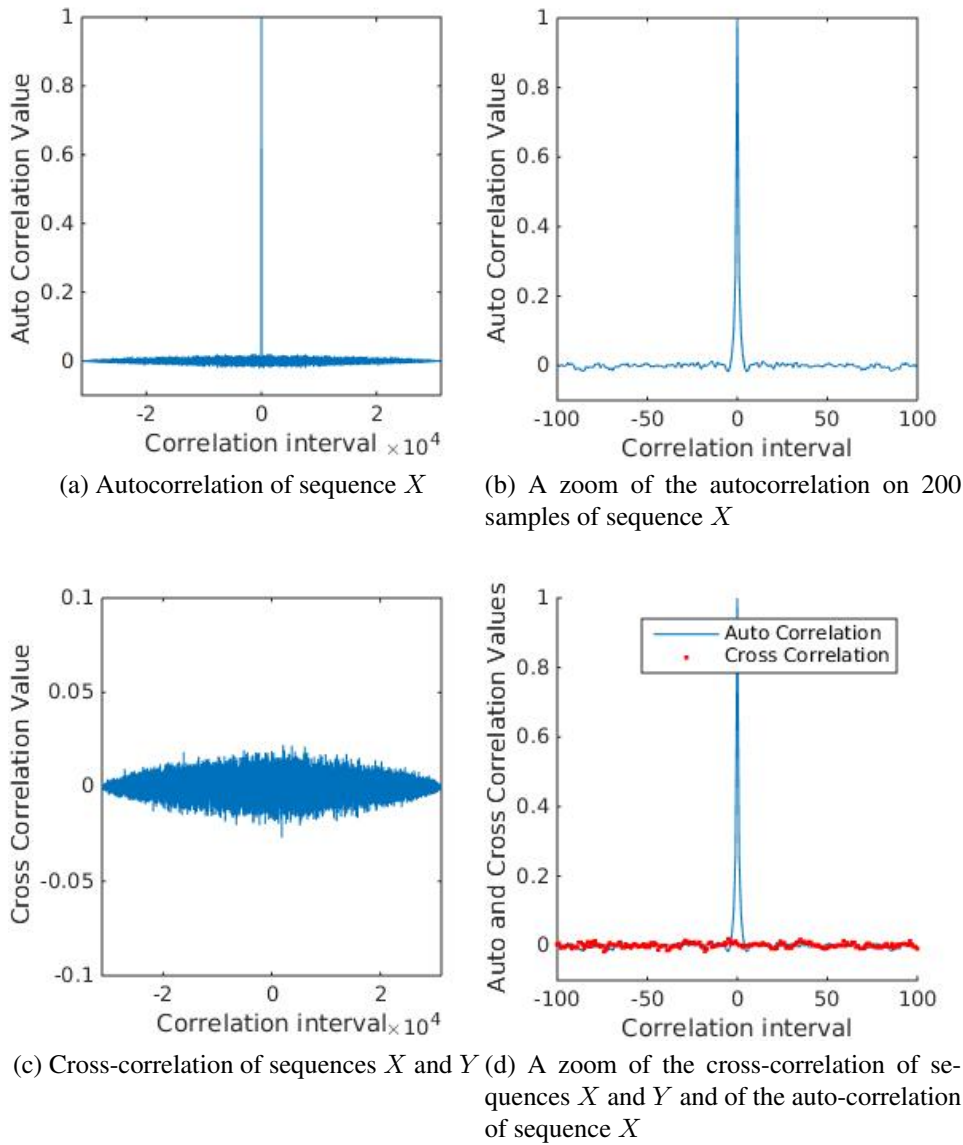 Auto Correlation Value
1
0.8
0.6
0.4
0.2
0
-2
0
2
Correlation interval ×10^4
(a) Autocorrelation of sequence X
Auto Correlation Value
1
0.8
0.6
0.4
0.2
0
-100
-50
0
50
100
Correlation interval
(b) A zoom of the autocorrelation on 200
samples of sequence X
Cross Correlation Value
0.1
0.05
0
-0.05
-0.1
-2
0
2
Correlation interval ×10^4
(c) Cross-correlation of sequences X and Y
Auto and Cross Correlation Values
1
0.8
0.6
0.4
0.2
0
Auto Correlation
Cross Correlation
-100
-50
0
50
100
Correlation interval
(d) A zoom of the cross-correlation of se-
quences X and Y and of the auto-correlation
of sequence X